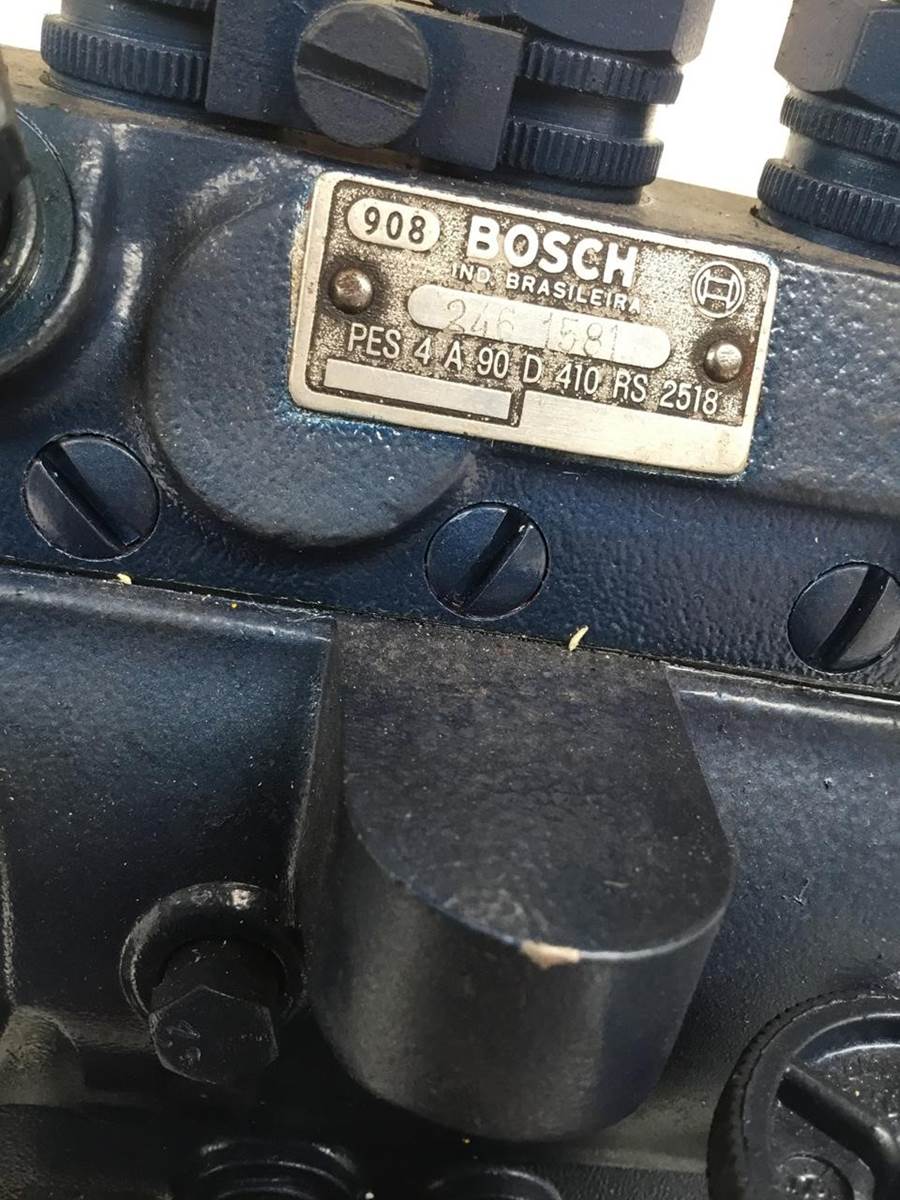 908 BOSCH
IND. BRASILEIRA
246 1581
PES 4 A 90 D 410 RS 2518